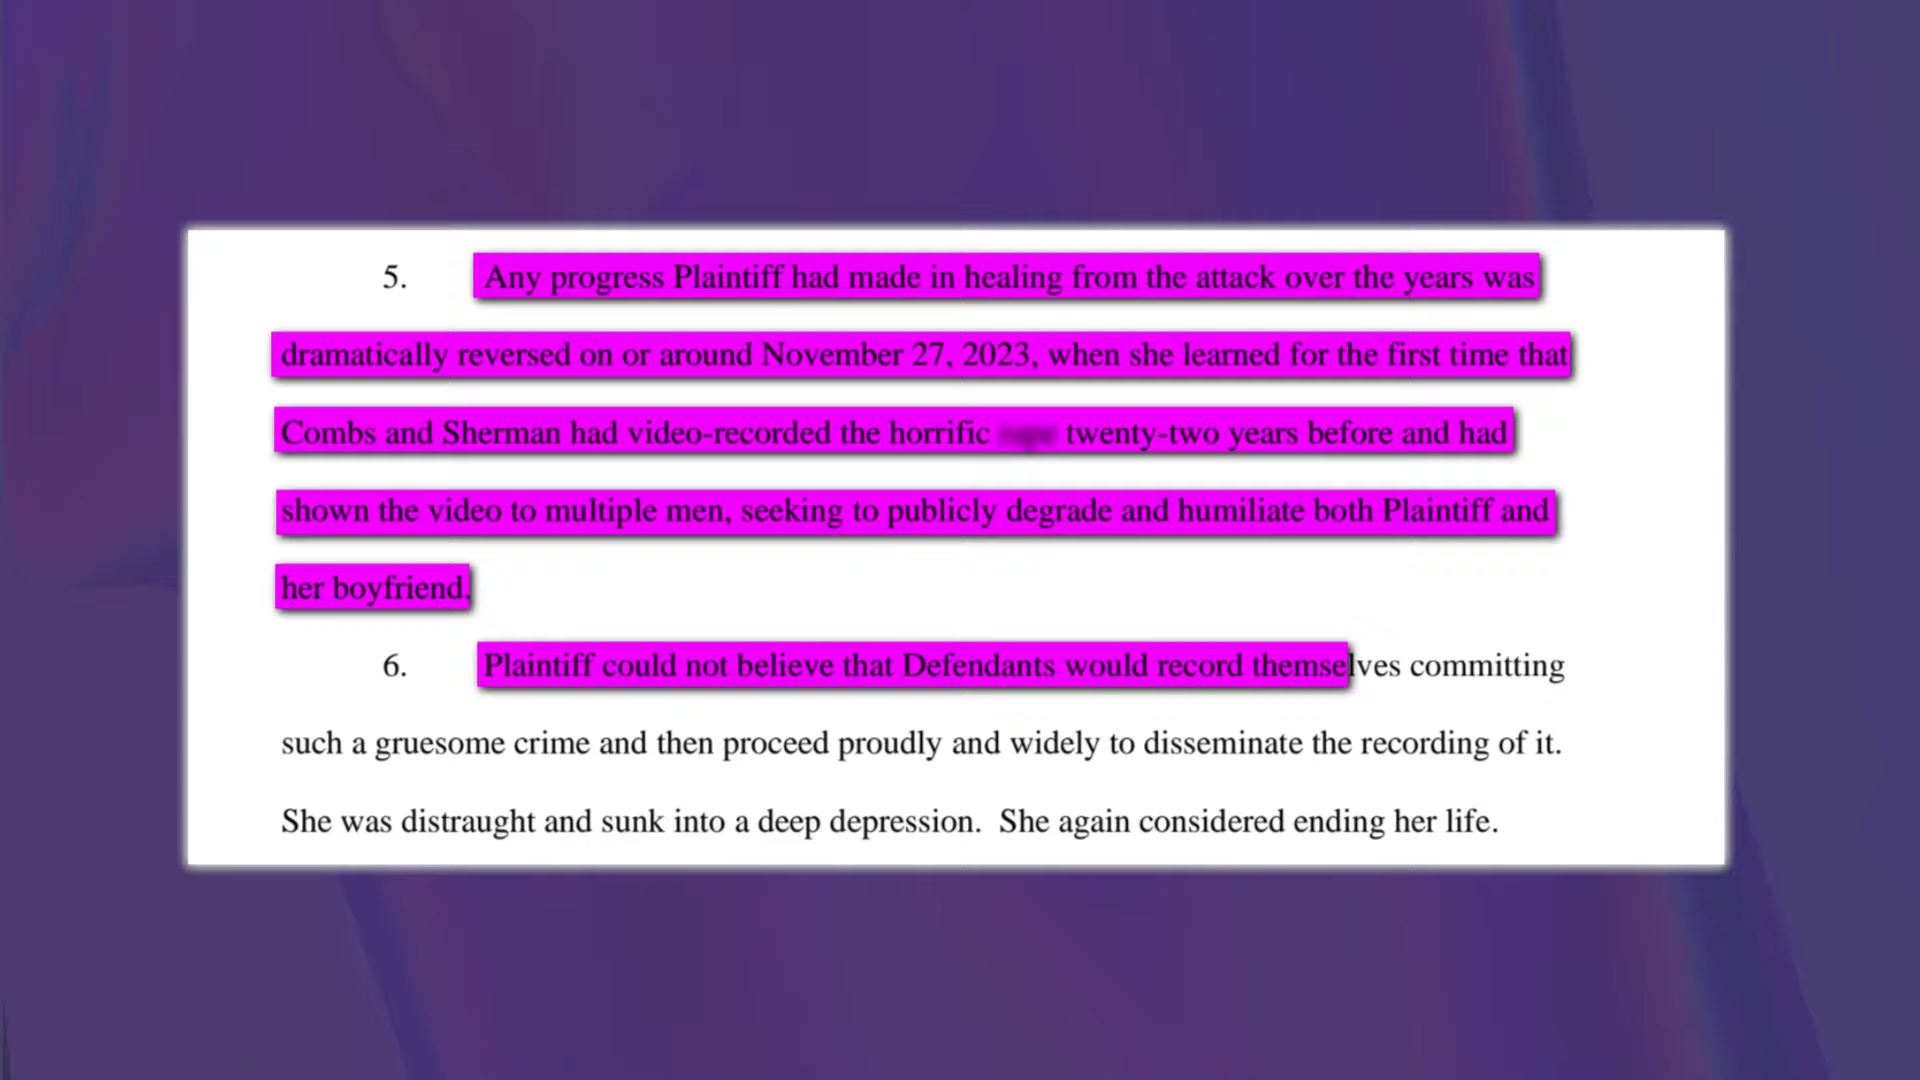 5. Any progress Plaintiff had made in healing from the attack over the years was
dramatically reversed on or around November 27, 2023, when she learned for the first time that
Combs and Sherman had video-recorded the horrific twenty-two years before and had
shown the video to multiple men, seeking to publicly degrade and humiliate both Plaintiff and
her boyfriend.
6. Plaintiff could not believe that Defendants would record themselves committing
such a gruesome crime and then proceed proudly and widely to disseminate the recording of it.
She was distraught and sunk into a deep depression. She again considered ending her life.